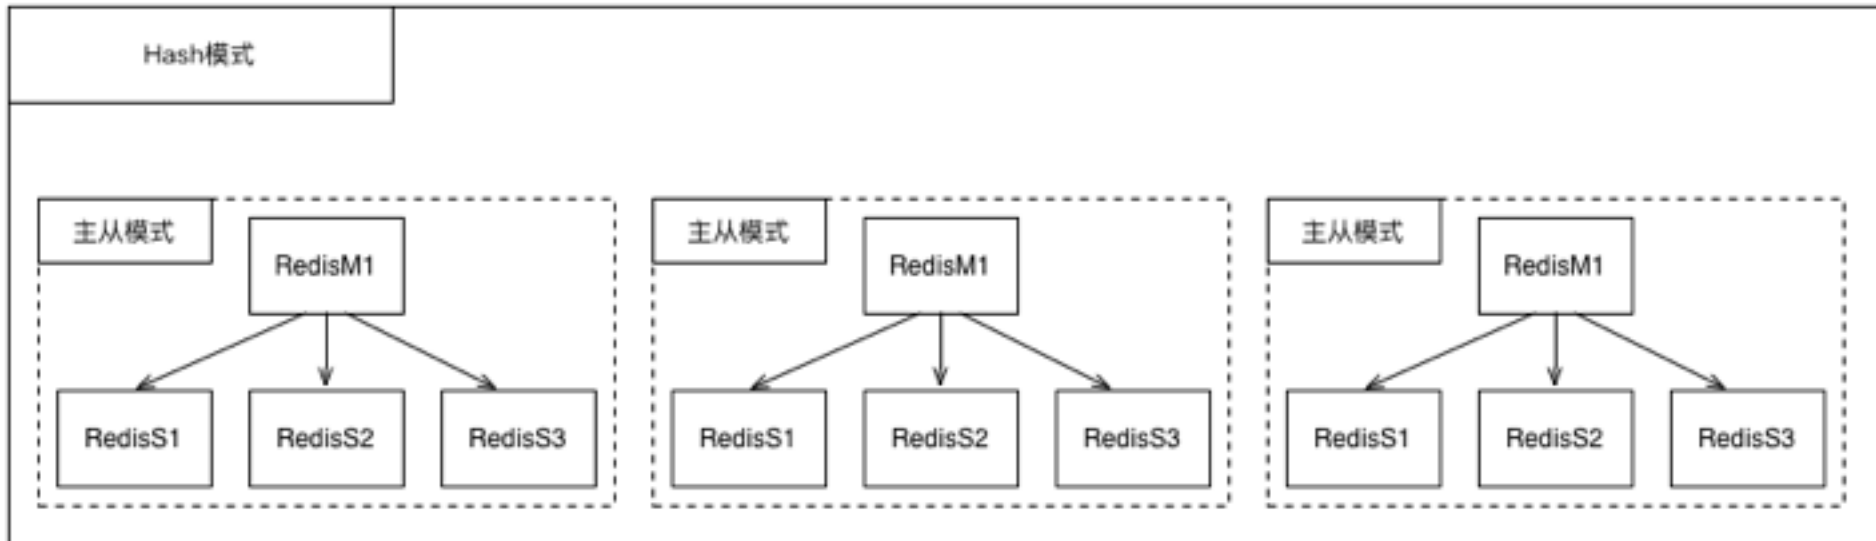 Hash模式
主从模式
RedisM1
RedisS1
RedisS2
RedisS3
主从模式
RedisM1
RedisS1
RedisS2
RedisS3
主从模式
RedisM1
RedisS1
RedisS2
RedisS3